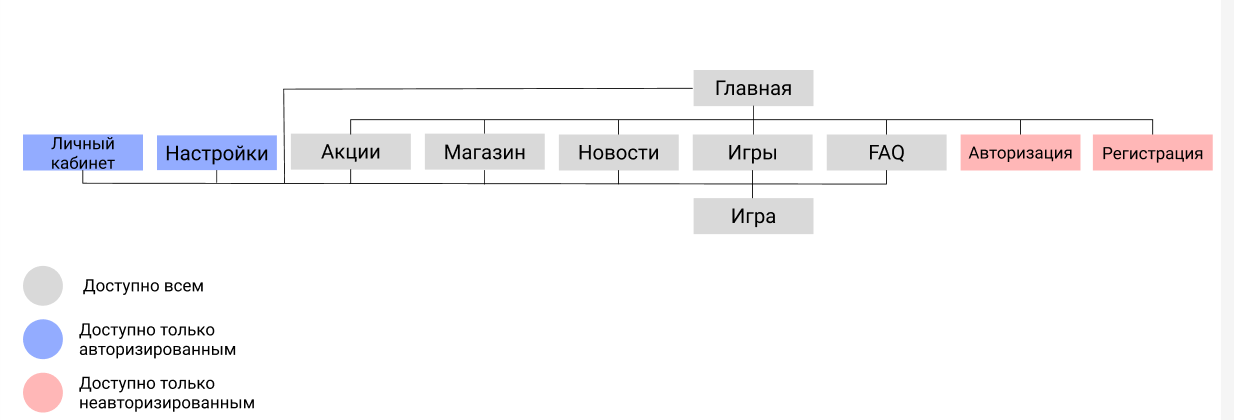 Главная
Личный
кабинет
Настройки
Акции
Магазин
Новости
Игры
FAQ
Авторизация
Регистрация
Игра
Доступно всем
Доступно только
авторизированным
Доступно только
неавторизированным